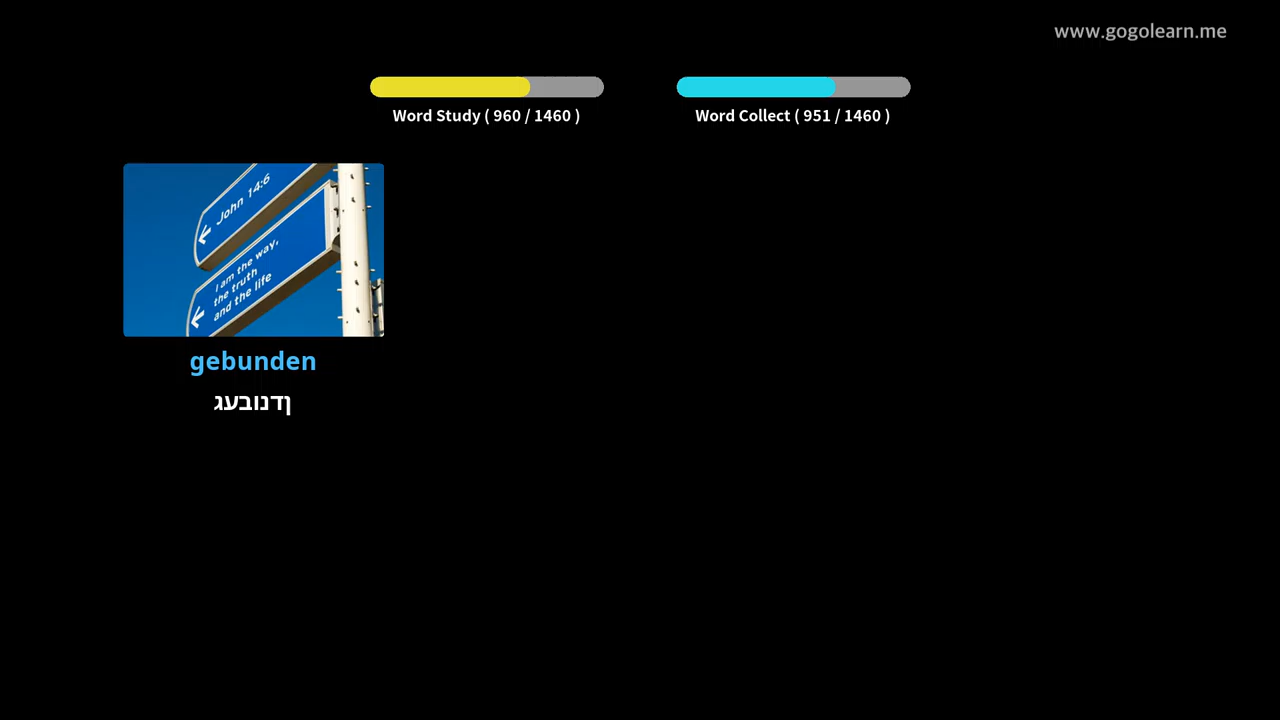 www.gogolearn.me
Word Study ( 960 / 1460 )
Word Collect ( 951 / 1460 )
John 14:6
I am the way,
the truth
and the life
gebunden
געבונדן